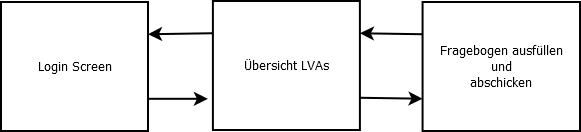 Login Screen
Übersicht LVAs
Fragebogen ausfüllen
und
abschicken